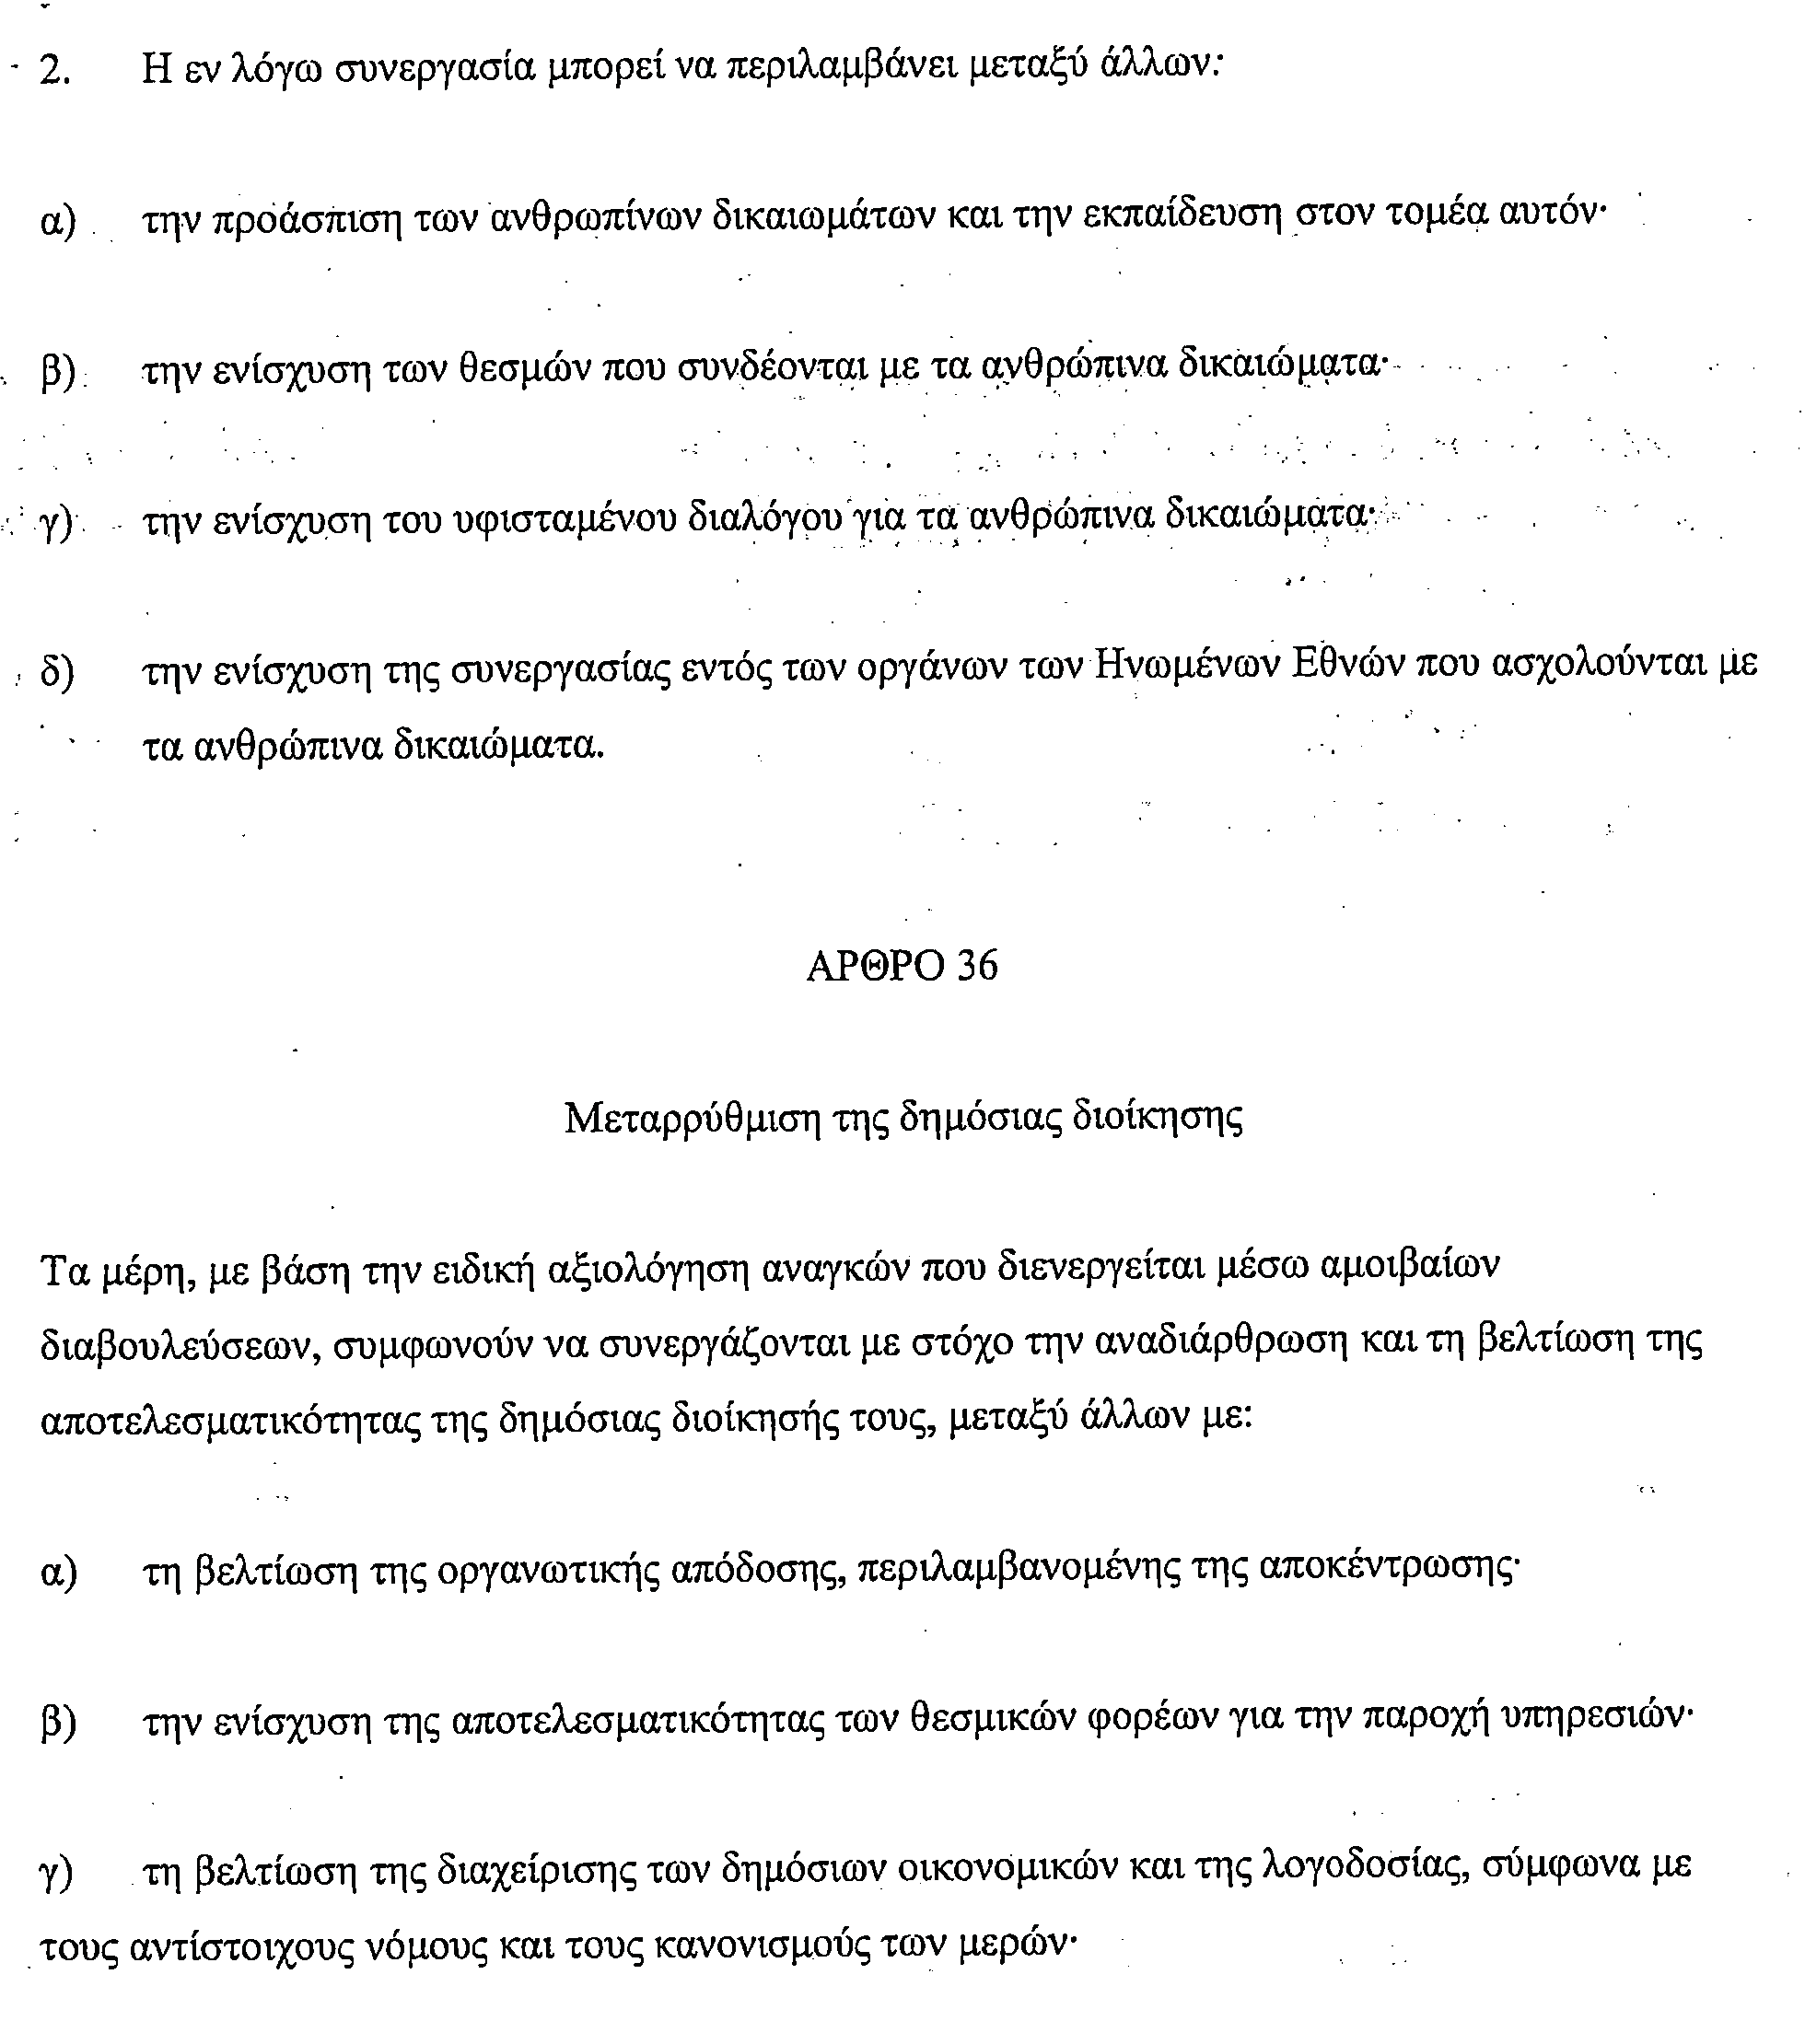 2. Η εν λόγω συνεργασία μπορεί να περιλαμβάνει μεταξύ άλλων:
α) την προάσπιση των ανθρωπίνων δικαιωμάτων και την εκπαίδευση στον τομέα αυτόν·
β) την ενίσχυση των θεσμών που συνδέονται με τα ανθρώπινα δικαιώματα·
γ) την ενίσχυση του υφισταμένου διαλόγου για τα ανθρώπινα δικαιώματα·
δ) την ενίσχυση της συνεργασίας εντός των οργάνων των Ηνωμένων Εθνών που ασχολούνται με
τα ανθρώπινα δικαιώματα.
ΑΡΘΡΟ 36
Μεταρρύθμιση της δημόσιας διοίκησης
Τα μέρη, με βάση την ειδική αξιολόγηση αναγκών που διενεργείται μέσω αμοιβαίων
διαβουλεύσεων, συμφωνούν να συνεργάζονται με στόχο την αναδιάρθρωση και τη βελτίωση της
αποτελεσματικότητας της δημόσιας διοίκησής τους, μεταξύ άλλων με:
α) τη βελτίωση της οργανωτικής απόδοσης, περιλαμβανομένης της αποκέντρωσης·
β) την ενίσχυση της αποτελεσματικότητας των θεσμικών φορέων για την παροχή υπηρεσιών·
γ) τη βελτίωση της διαχείρισης των δημόσιων οικονομικών και της λογοδοσίας, σύμφωνα με
τους αντίστοιχους νόμους και τους κανονισμούς των μερών·